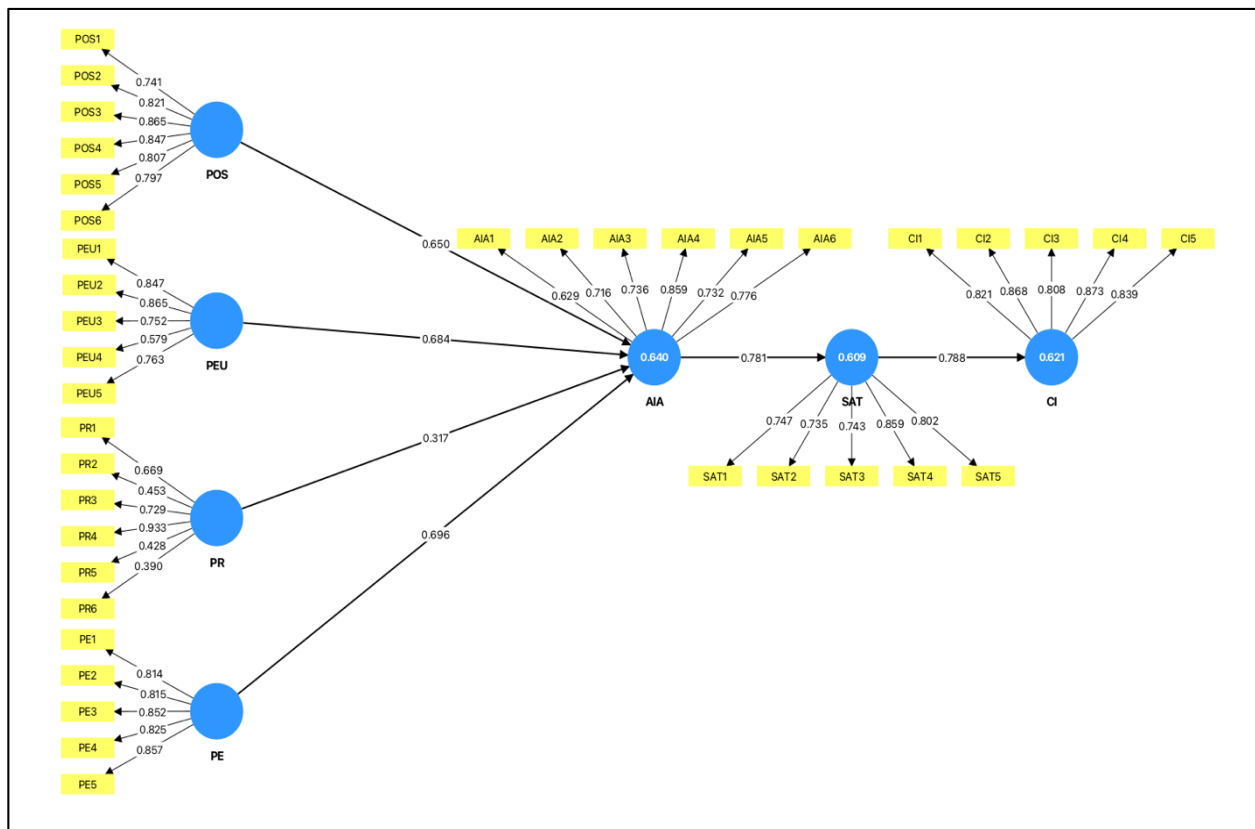 POS1
POS2
POS3
POS4
POS5
POS6
0.741
0.821
0.865
0.847
0.807
0.797
POS
PEU1
PEU2
PEU3
PEU4
PEU5
0.847
0.865
0.752
0.579
0.763
PEU
PR1
PR2
PR3
PR4
PR5
PR6
0.669
0.453
0.729
0.933
0.428
0.390
PR
PE1
PE2
PE3
PE4
PE5
0.814
0.815
0.852
0.825
0.857
PE
0.650
0.684
0.317
0.696
AIA1 AIA2 AIA3 AIA4 AIA5 AIA6
0.629 0.716 0.736 0.859 0.732 0.776
0.640
AIA
0.781
0.609
SAT
0.747 0.735 0.743 0.859 0.802
SAT1 SAT2 SAT3 SAT4 SAT5
0.788
CI1 CI2 CI3 CI4 CI5
0.821 0.868 0.808 0.873 0.839
0.621
CI